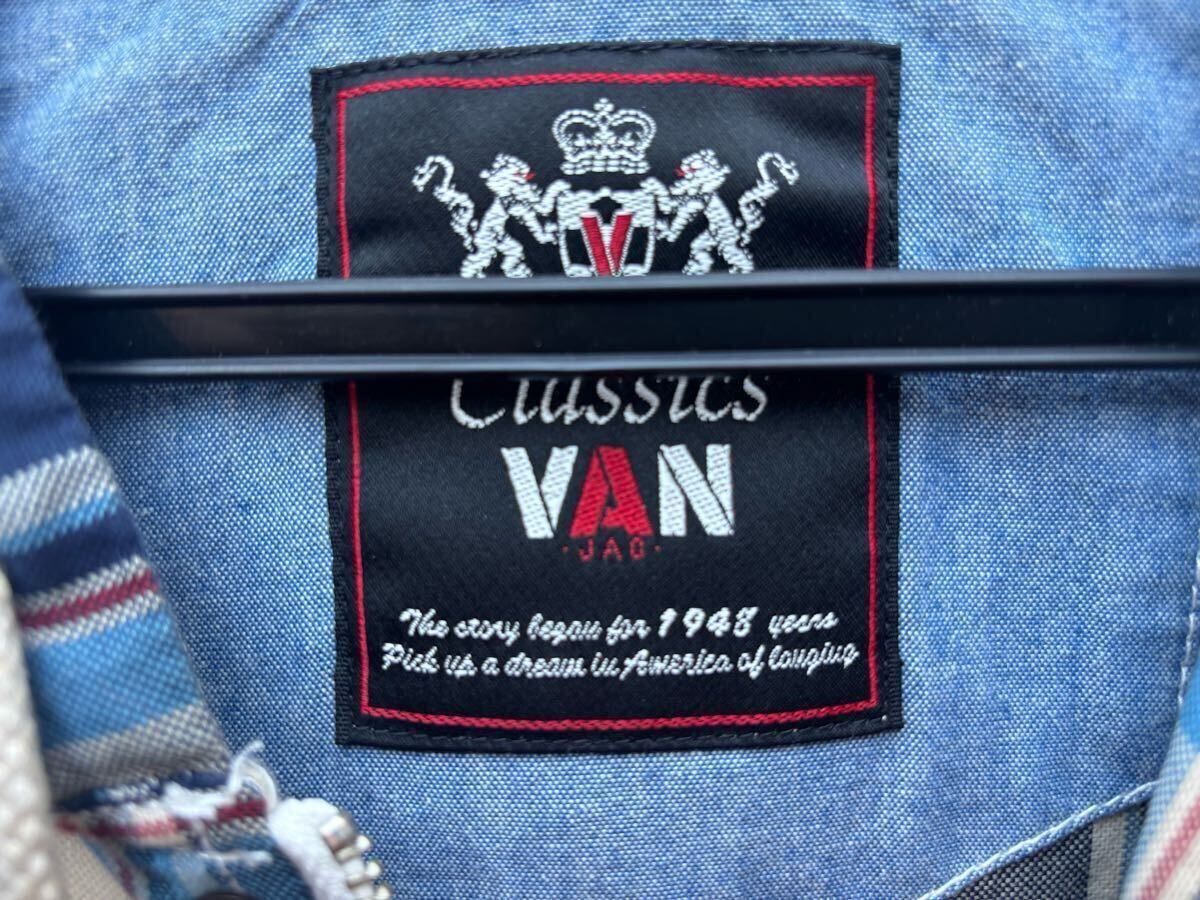 V
Classics
VAN
·JAC·
The story began for 1948 years
Pick up a dream in America of longing